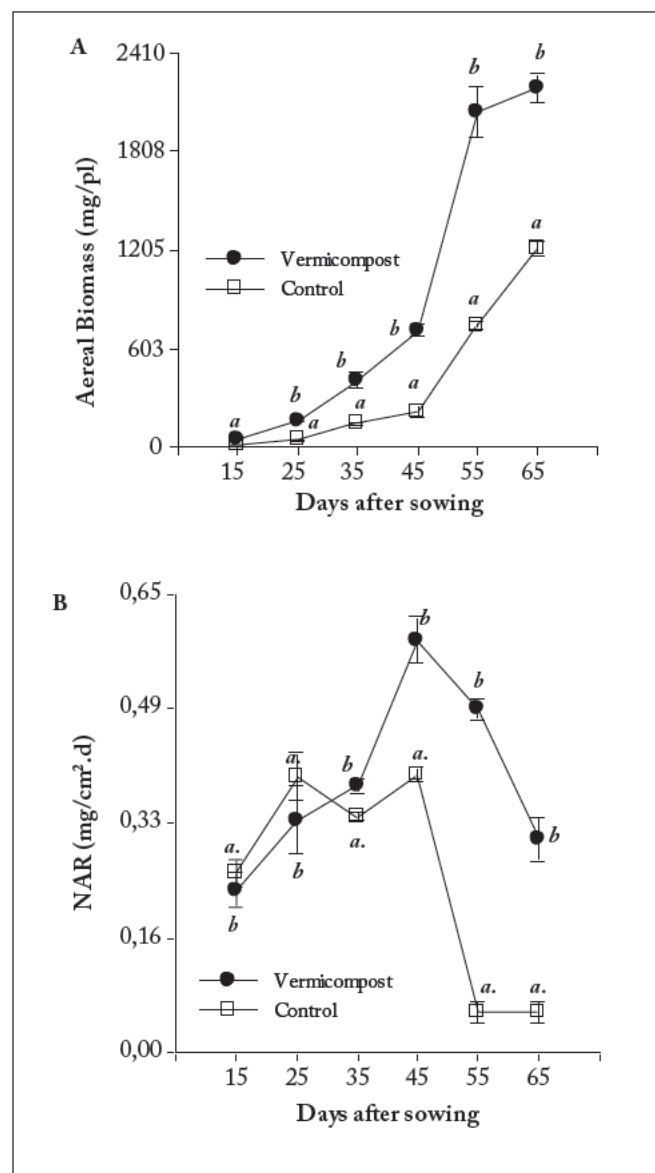 A
2410
b
b
1808
Aereal Biomass (mg/pl)
a
1205
Vermicompost
Control
a
603
b
b
a
b
a
a
a
0
15 25 35 45 55 65
Days after sowing
B
0,65
b
0,49
b
a.
b
a.
NAR (mg/cm².d)
0,33
a.
a.
b
b
b
0,16
Vermicompost
Control
a. a.
0,00
15 25 35 45 55 65
Days after sowing